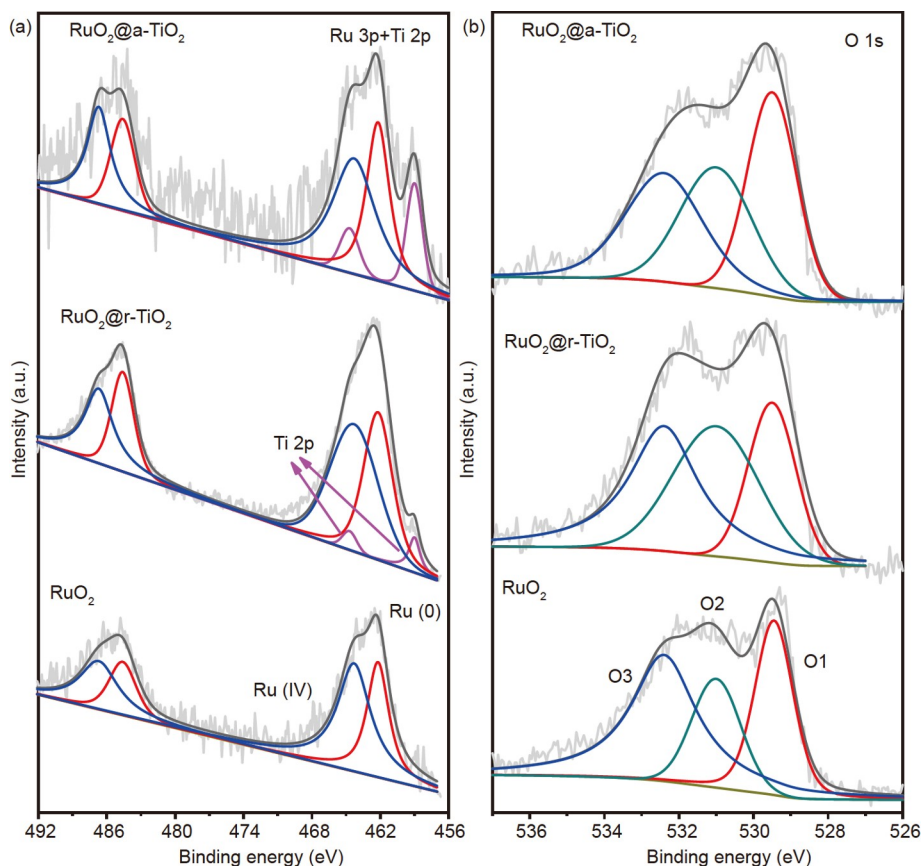 (a)
RuO₂@a-TiO₂
Ru 3p+Ti 2p
RuO₂@r-TiO₂
Ti 2p
RuO₂
Ru (0)
Ru (IV)
Intensity (a.u.)
492 486 480 474 468 462 456
Binding energy (eV)
(b)
RuO₂@a-TiO₂
O 1s
RuO₂@r-TiO₂
RuO₂
O2
O3
O1
Intensity (a.u.)
536 534 532 530 528 526
Binding energy (eV)